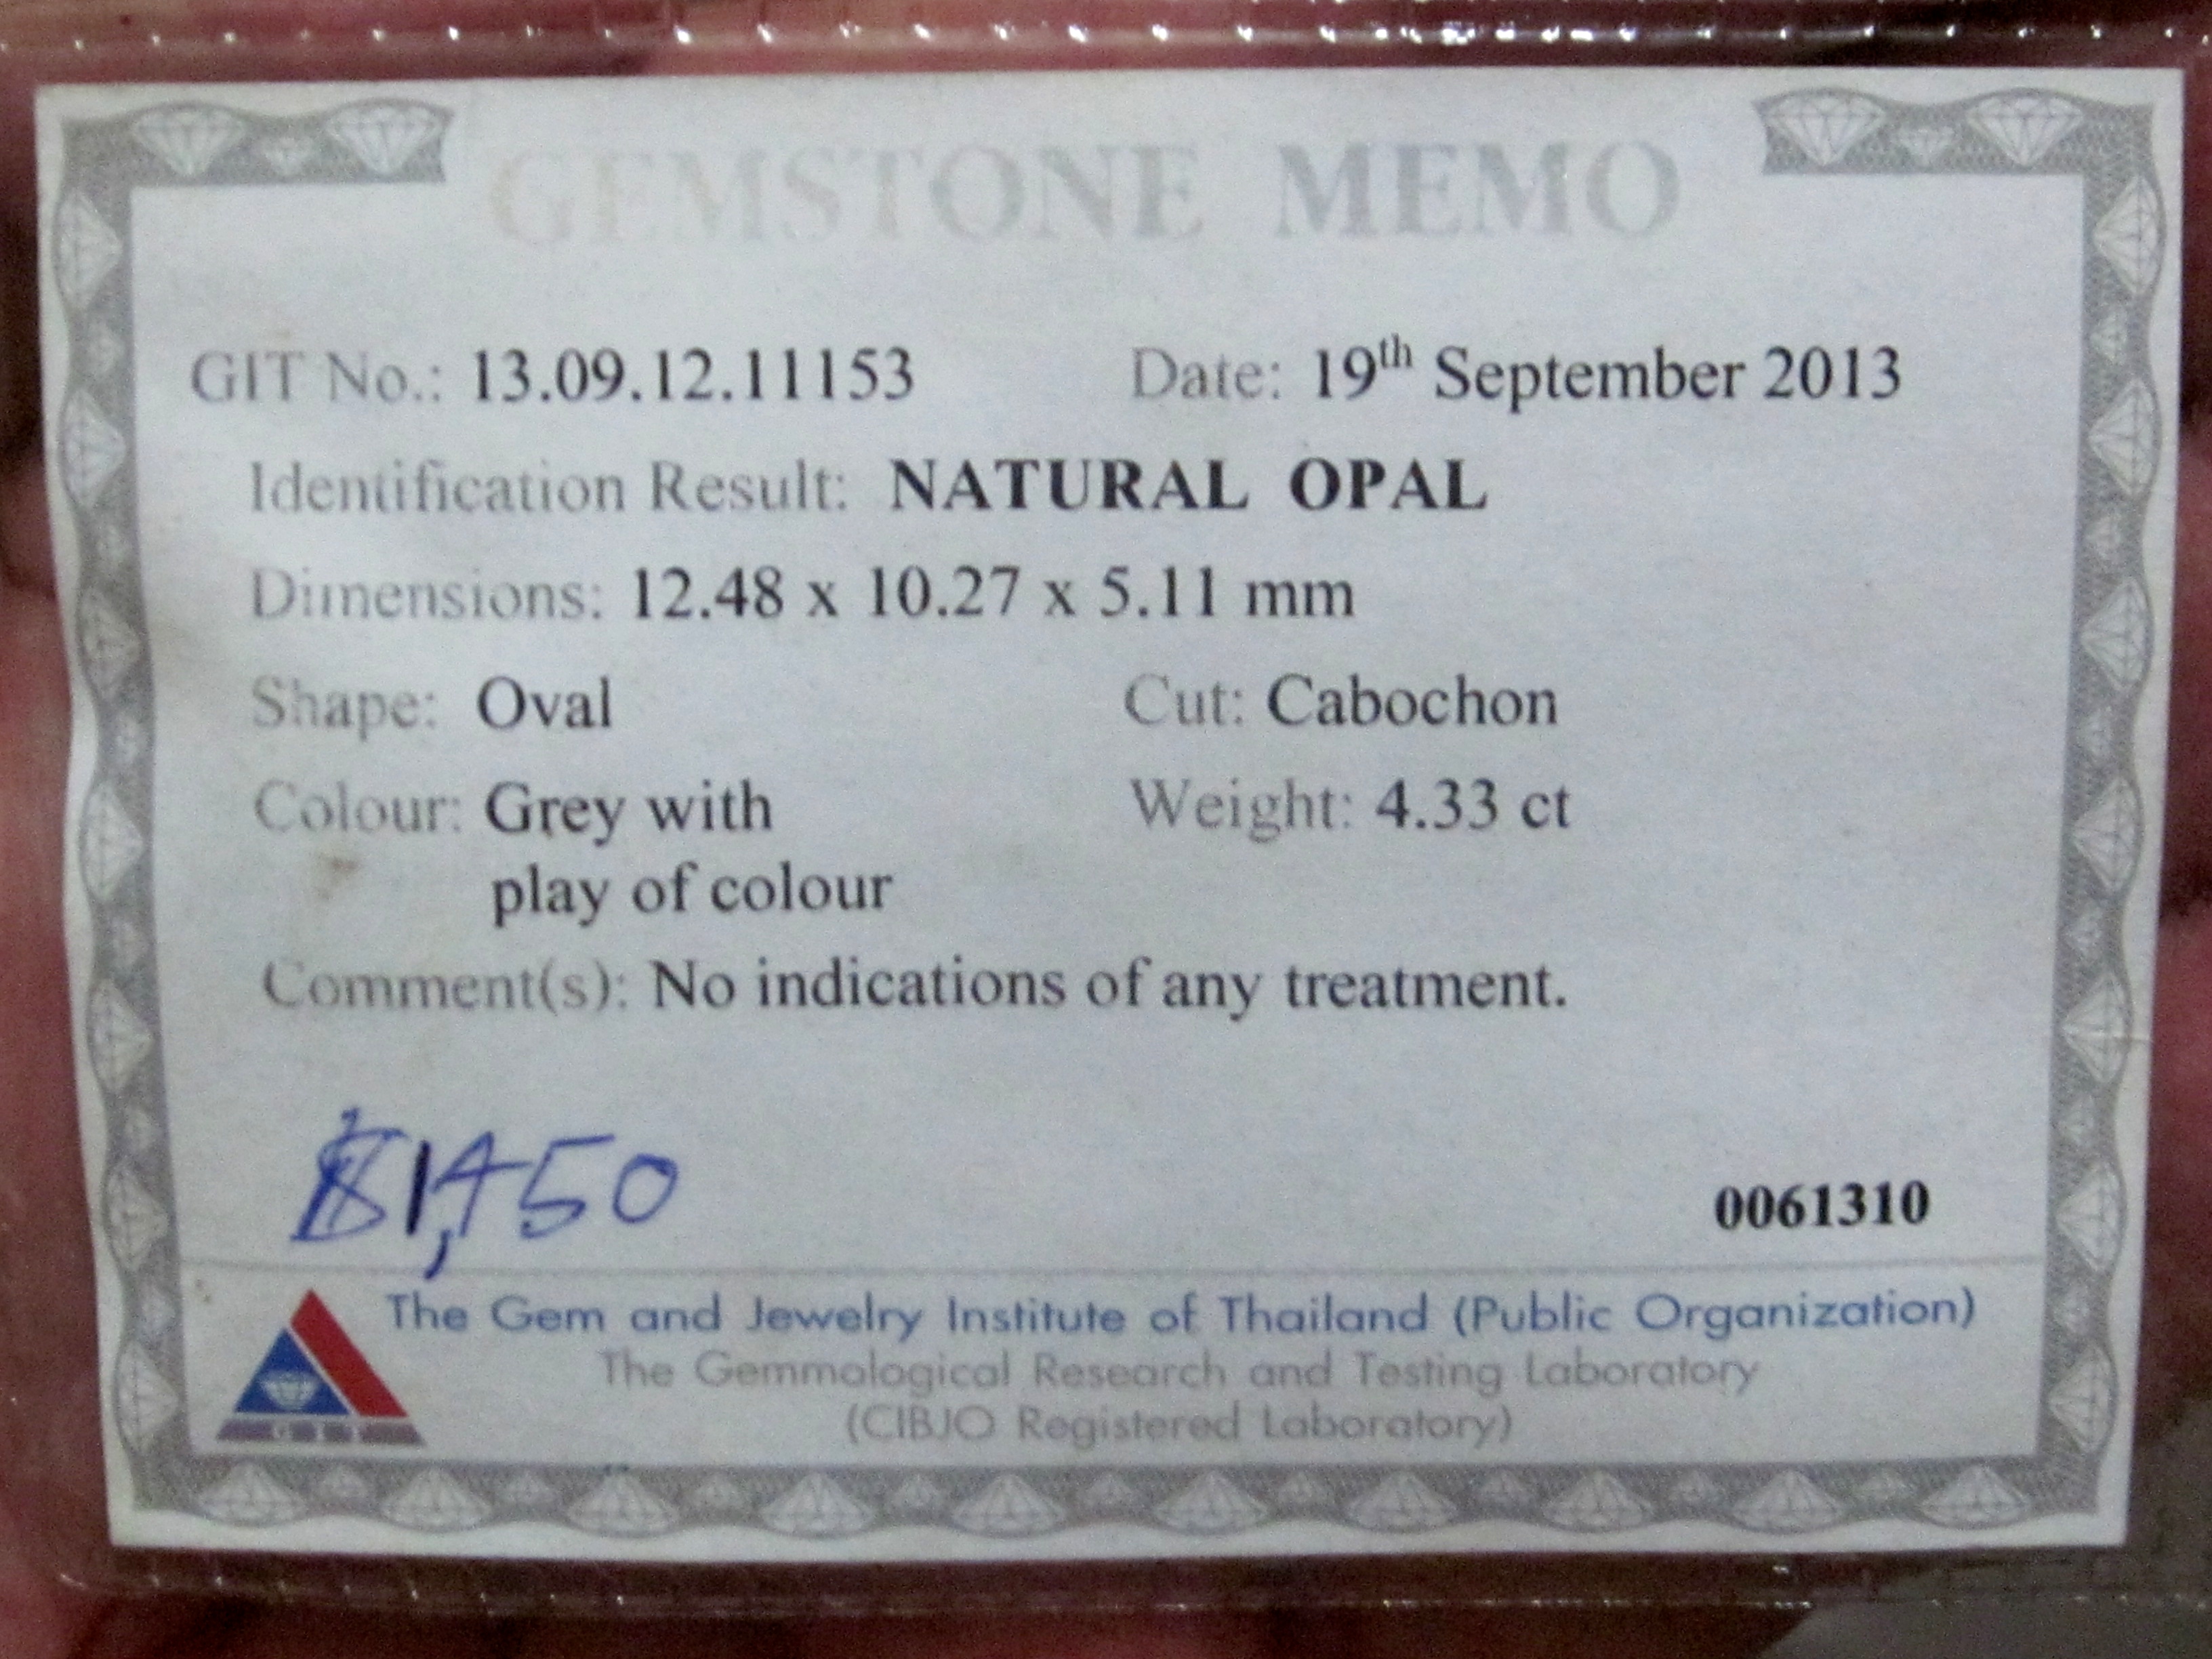 GEMSTONE MEMO
GIT No.: 13.09.12.11153 Date: 19th September 2013
Identification Result: NATURAL OPAL
Dimensions: 12.48 x 10.27 x 5.11 mm
Shape: Oval Cut: Cabochon
Colour: Grey with Weight: 4.33 ct
play of colour
Comment(s): No indications of any treatment.
$1,450
0061310
The Gem and Jewelry Institute of Thailand (Public Organization)
The Gemmological Research and Testing Laboratory
(CIBJO Registered Laboratory)
GIT